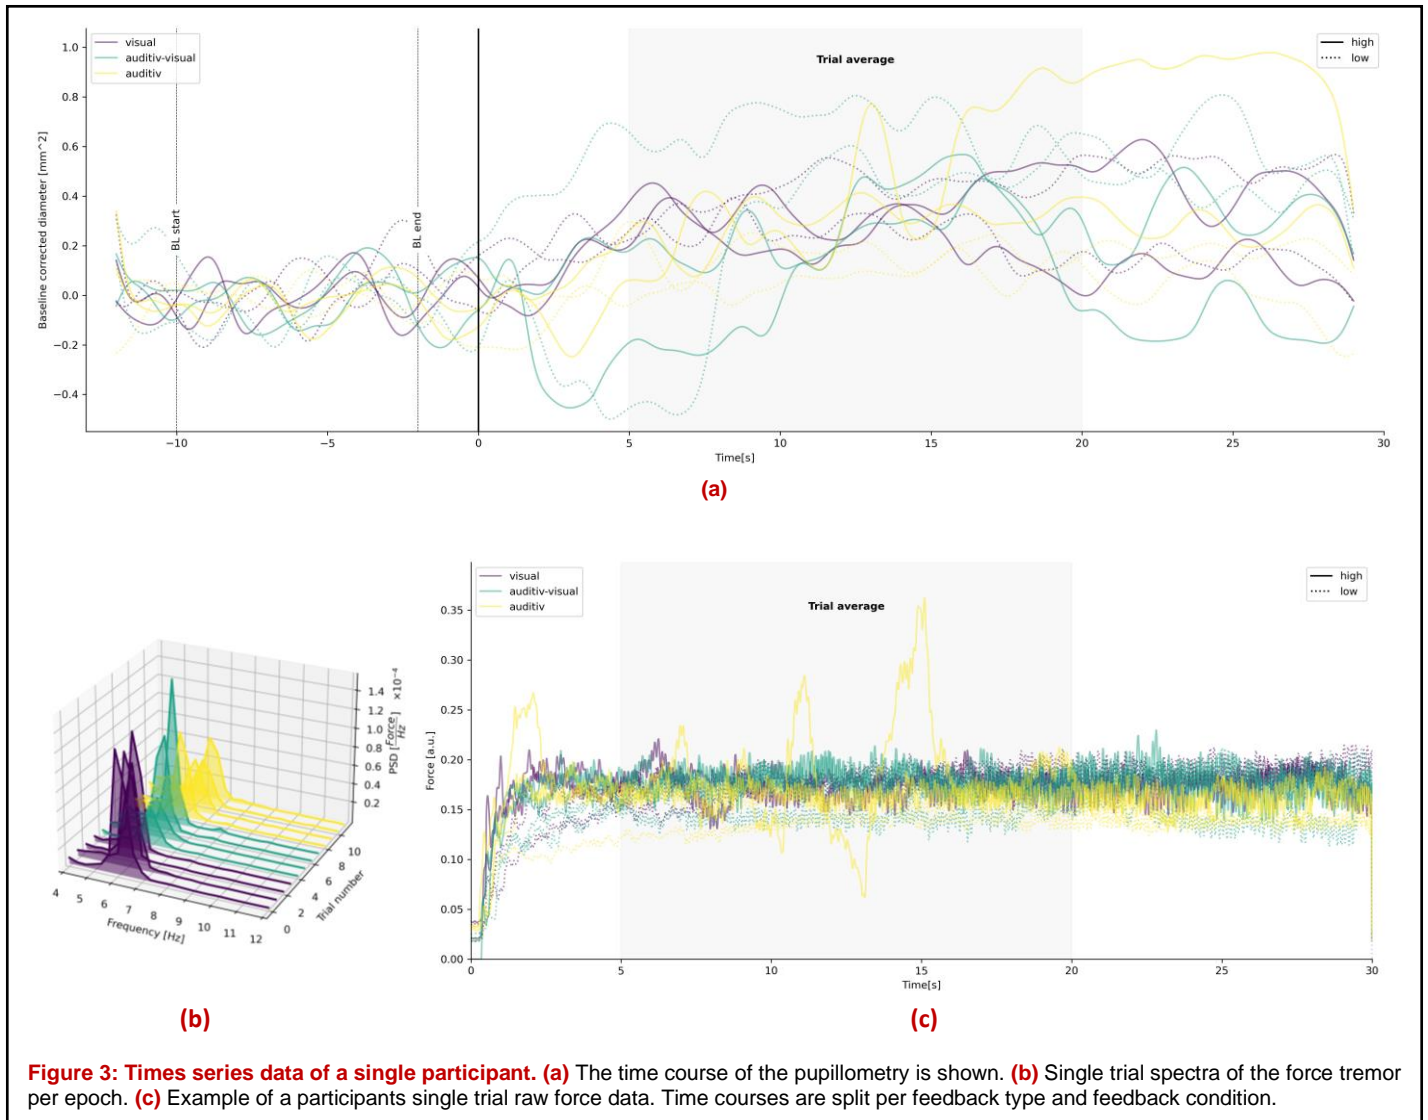 visual
auditiv-visual
auditiv
high
low
Trial average
BL start
BL end
Baseline corrected diameter [mm^2]
1.0
0.8
0.6
0.4
0.2
0.0
−0.2
−0.4
−10
−5
0
5
10
15
20
25
30
Time[s]
(a)
1.4
1.2
1.0
0.8
0.6
0.4
0.2
×10⁻⁴
PSD [Force/Hz]
4
5
6
7
8
9
10
11
12
Frequency [Hz]
0
2
4
6
8
10
Trial number
(b)
visual
auditiv-visual
auditiv
high
low
Trial average
Force [a.u.]
0.35
0.30
0.25
0.20
0.15
0.10
0.05
0.00
0
5
10
15
20
25
30
Time[s]
(c)
Figure 3: Times series data of a single participant. (a) The time course of the pupillometry is shown. (b) Single trial spectra of the force tremor
per epoch. (c) Example of a participants single trial raw force data. Time courses are split per feedback type and feedback condition.